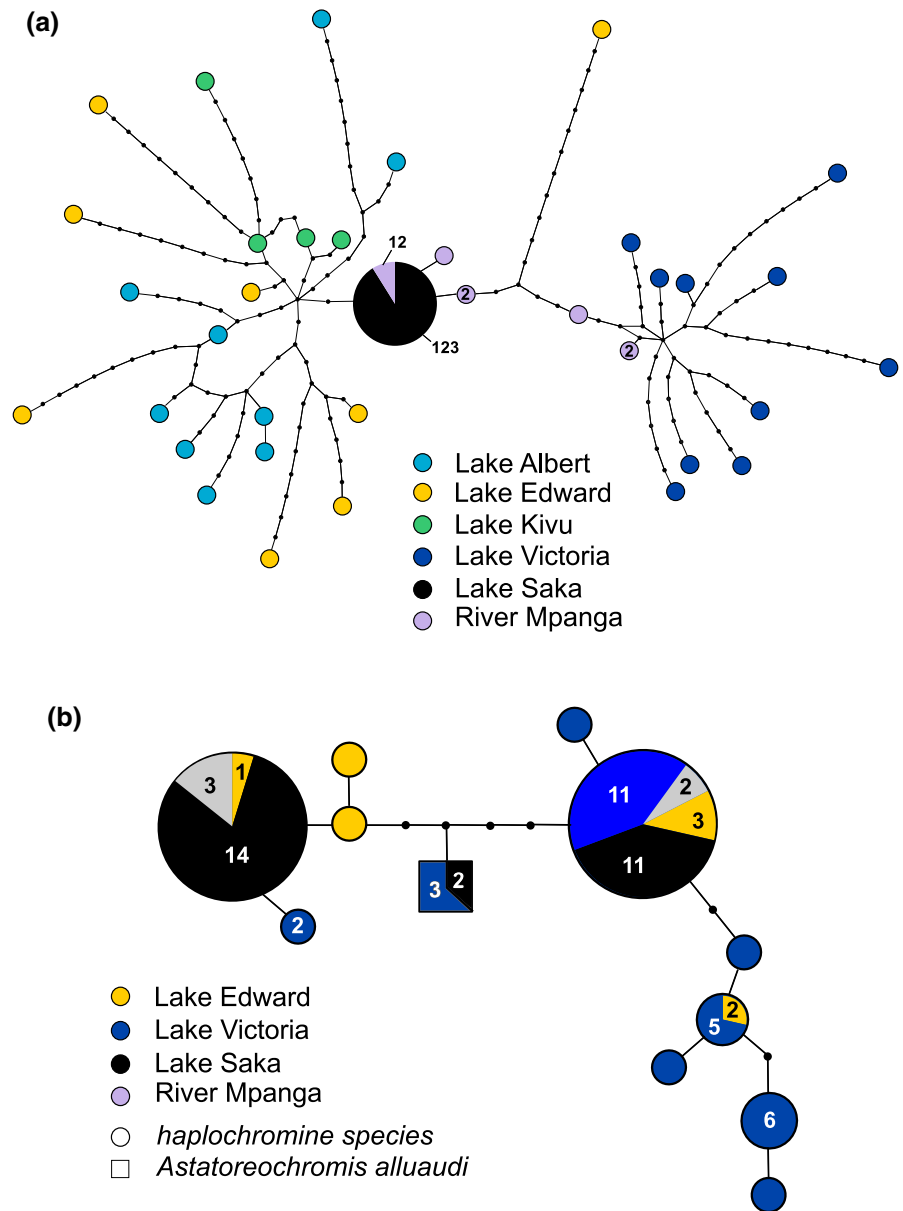 (a)
12
2
123
2
Lake Albert
Lake Edward
Lake Kivu
Lake Victoria
Lake Saka
River Mpanga
(b)
3
1
14
2
11
2
3
11
3
2
2
5
6
Lake Edward
Lake Victoria
Lake Saka
River Mpanga
haplochromine species
Astatoreochromis alluaudi